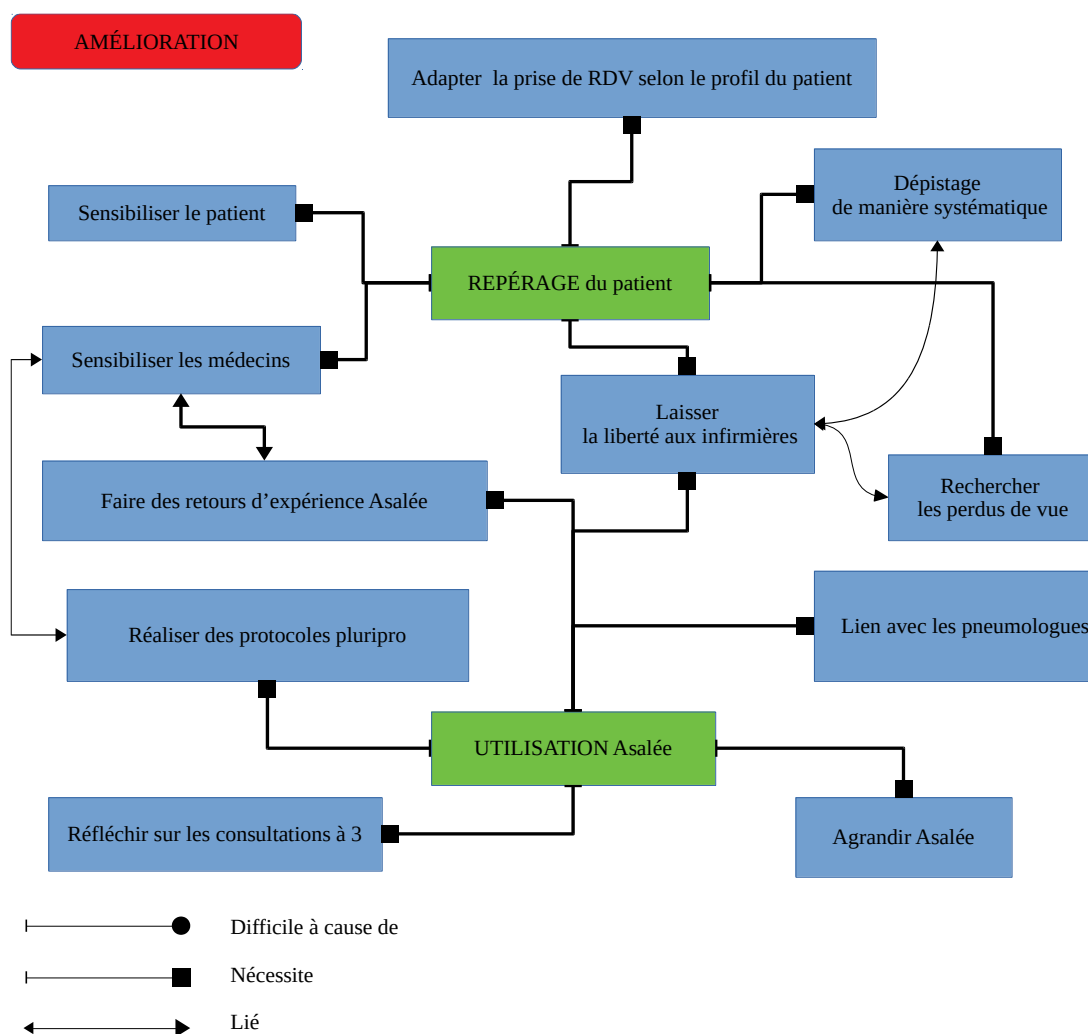 AMÉLIORATION
Adapter  la prise de RDV selon le profil du patient
Dépistage
de manière systématique
Sensibiliser le patient
REPÉRAGE du patient
Sensibiliser les médecins
Laisser
la liberté aux infirmières
Faire des retours d’expérience Asalée
Rechercher
les perdus de vue
Réaliser des protocoles pluripro
Lien avec les pneumologues
UTILISATION Asalée
Réfléchir sur les consultations à 3
Agrandir Asalée
Difficile à cause de
Nécessite
Lié